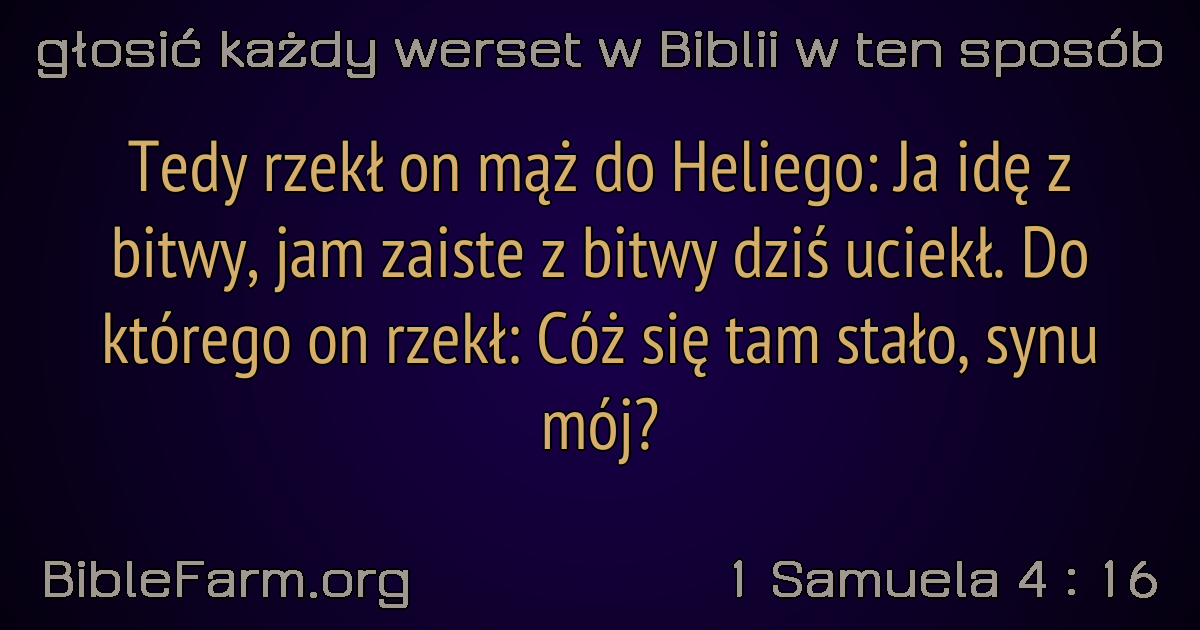 głosić każdy werset w Biblii w ten sposób
Tedy rzekł on mąż do Heliego: Ja idę z
bitwy, jam zaiste z bitwy dziś uciekł. Do
którego on rzekł: Cóż się tam stało, synu
mój?
BibleFarm.org
1 Samuela 4 : 16